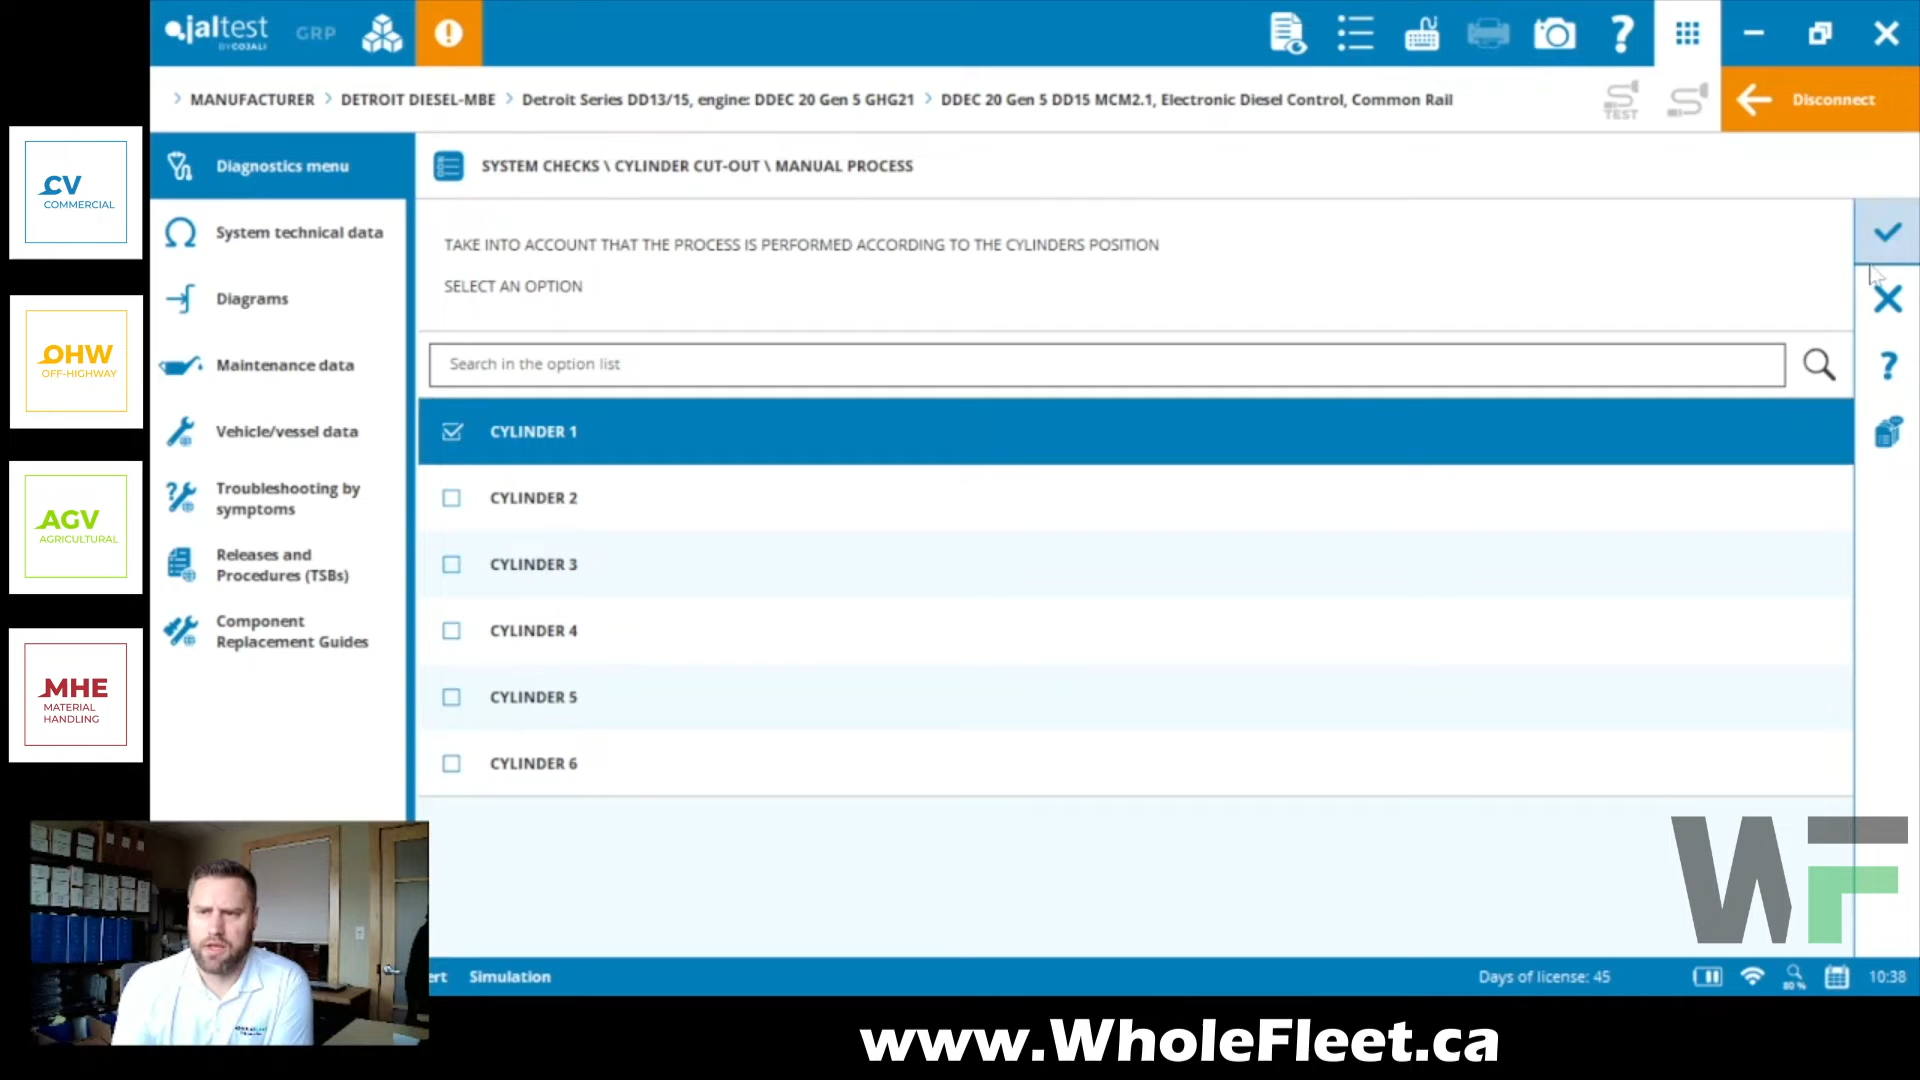 jaltest
BY COJALI
GRP
MANUFACTURER
DETROIT DIESEL-MBE
Detroit Series DD13/15, engine: DDEC 20 Gen 5 GHG21
DDEC 20 Gen 5 DD15 MCM2.1, Electronic Diesel Control, Common Rail
TEST
Disconnect
CV
COMMERCIAL
OHW
OFF-HIGHWAY
AGV
AGRICULTURAL
MHE
MATERIAL
HANDLING
Diagnostics menu
System technical data
Diagrams
Maintenance data
Vehicle/vessel data
Troubleshooting by
symptoms
Releases and
Procedures (TSBs)
Component
Replacement Guides
SYSTEM CHECKS \ CYLINDER CUT-OUT \ MANUAL PROCESS
TAKE INTO ACCOUNT THAT THE PROCESS IS PERFORMED ACCORDING TO THE CYLINDERS POSITION
SELECT AN OPTION
Search in the option list
CYLINDER 1
CYLINDER 2
CYLINDER 3
CYLINDER 4
CYLINDER 5
CYLINDER 6
WF
ert
Simulation
Days of license: 45
80 %
10:38
www.WholeFleet.ca